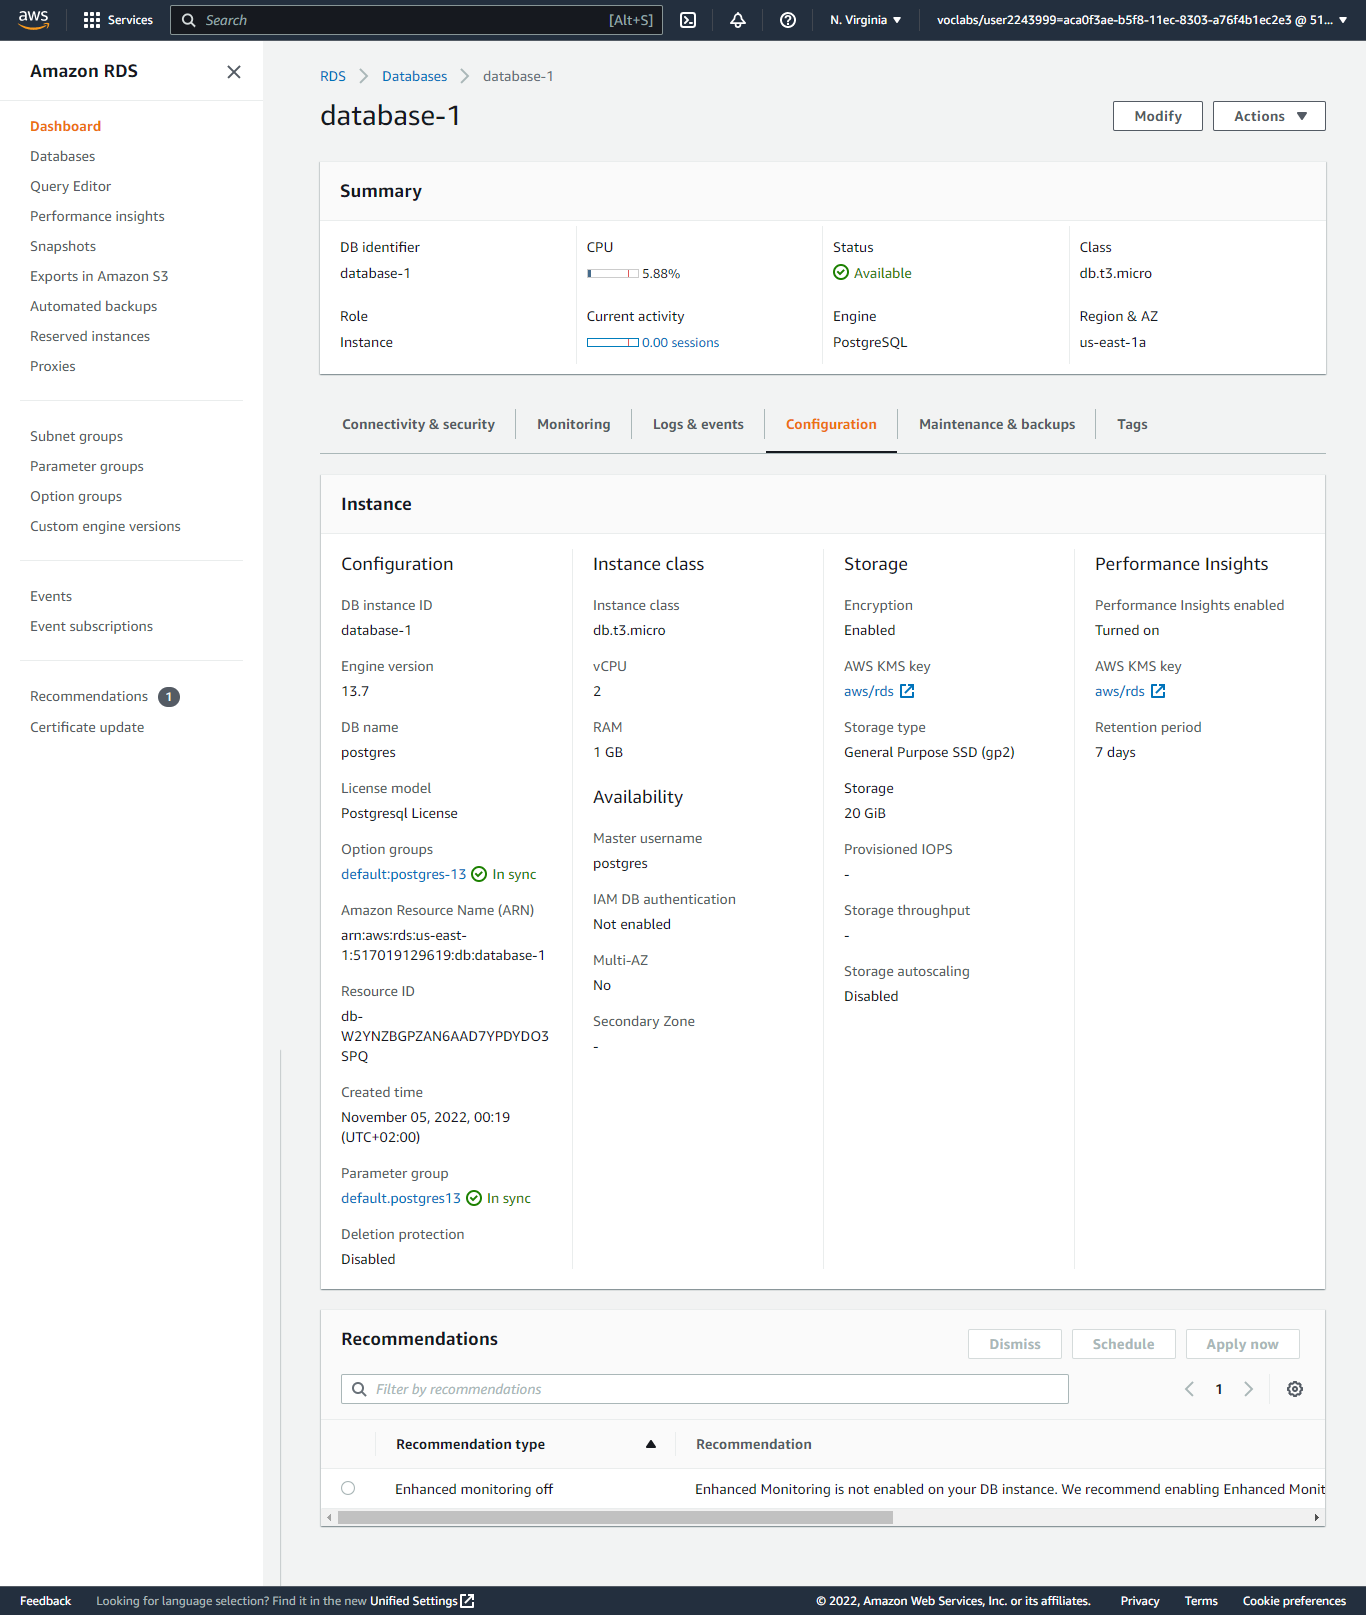 aws
Services
Search
[Alt+S]
N. Virginia
voclabs/user2243999=aca0f3ae-b5f8-11ec-8303-a76f4b1ec2e3 @ 51...
Amazon RDS
Dashboard
Databases
Query Editor
Performance insights
Snapshots
Exports in Amazon S3
Automated backups
Reserved instances
Proxies
Subnet groups
Parameter groups
Option groups
Custom engine versions
Events
Event subscriptions
Recommendations 1
Certificate update
RDS > Databases > database-1
database-1
Modify
Actions
Summary
DB identifier
database-1
Role
Instance
CPU
5.88%
Current activity
0.00 sessions
Status
Available
Engine
PostgreSQL
Class
db.t3.micro
Region & AZ
us-east-1a
Connectivity & security
Monitoring
Logs & events
Configuration
Maintenance & backups
Tags
Instance
Configuration
DB instance ID
database-1
Engine version
13.7
DB name
postgres
License model
Postgresql License
Option groups
default:postgres-13 In sync
Amazon Resource Name (ARN)
arn:aws:rds:us-east-
1:517019129619:db:database-1
Resource ID
db-
W2YNZBGPZAN6AAD7YPDYDO3
SPQ
Created time
November 05, 2022, 00:19
(UTC+02:00)
Parameter group
default.postgres13 In sync
Deletion protection
Disabled
Instance class
Instance class
db.t3.micro
vCPU
2
RAM
1 GB
Availability
Master username
postgres
IAM DB authentication
Not enabled
Multi-AZ
No
Secondary Zone
-
Storage
Encryption
Enabled
AWS KMS key
aws/rds
Storage type
General Purpose SSD (gp2)
Storage
20 GiB
Provisioned IOPS
-
Storage throughput
-
Storage autoscaling
Disabled
Performance Insights
Performance Insights enabled
Turned on
AWS KMS key
aws/rds
Retention period
7 days
Recommendations
Dismiss
Schedule
Apply now
Filter by recommendations
1
Recommendation type
Recommendation
Enhanced monitoring off
Enhanced Monitoring is not enabled on your DB instance. We recommend enabling Enhanced Monit
Feedback
Looking for language selection? Find it in the new Unified Settings
© 2022, Amazon Web Services, Inc. or its affiliates.
Privacy
Terms
Cookie preferences